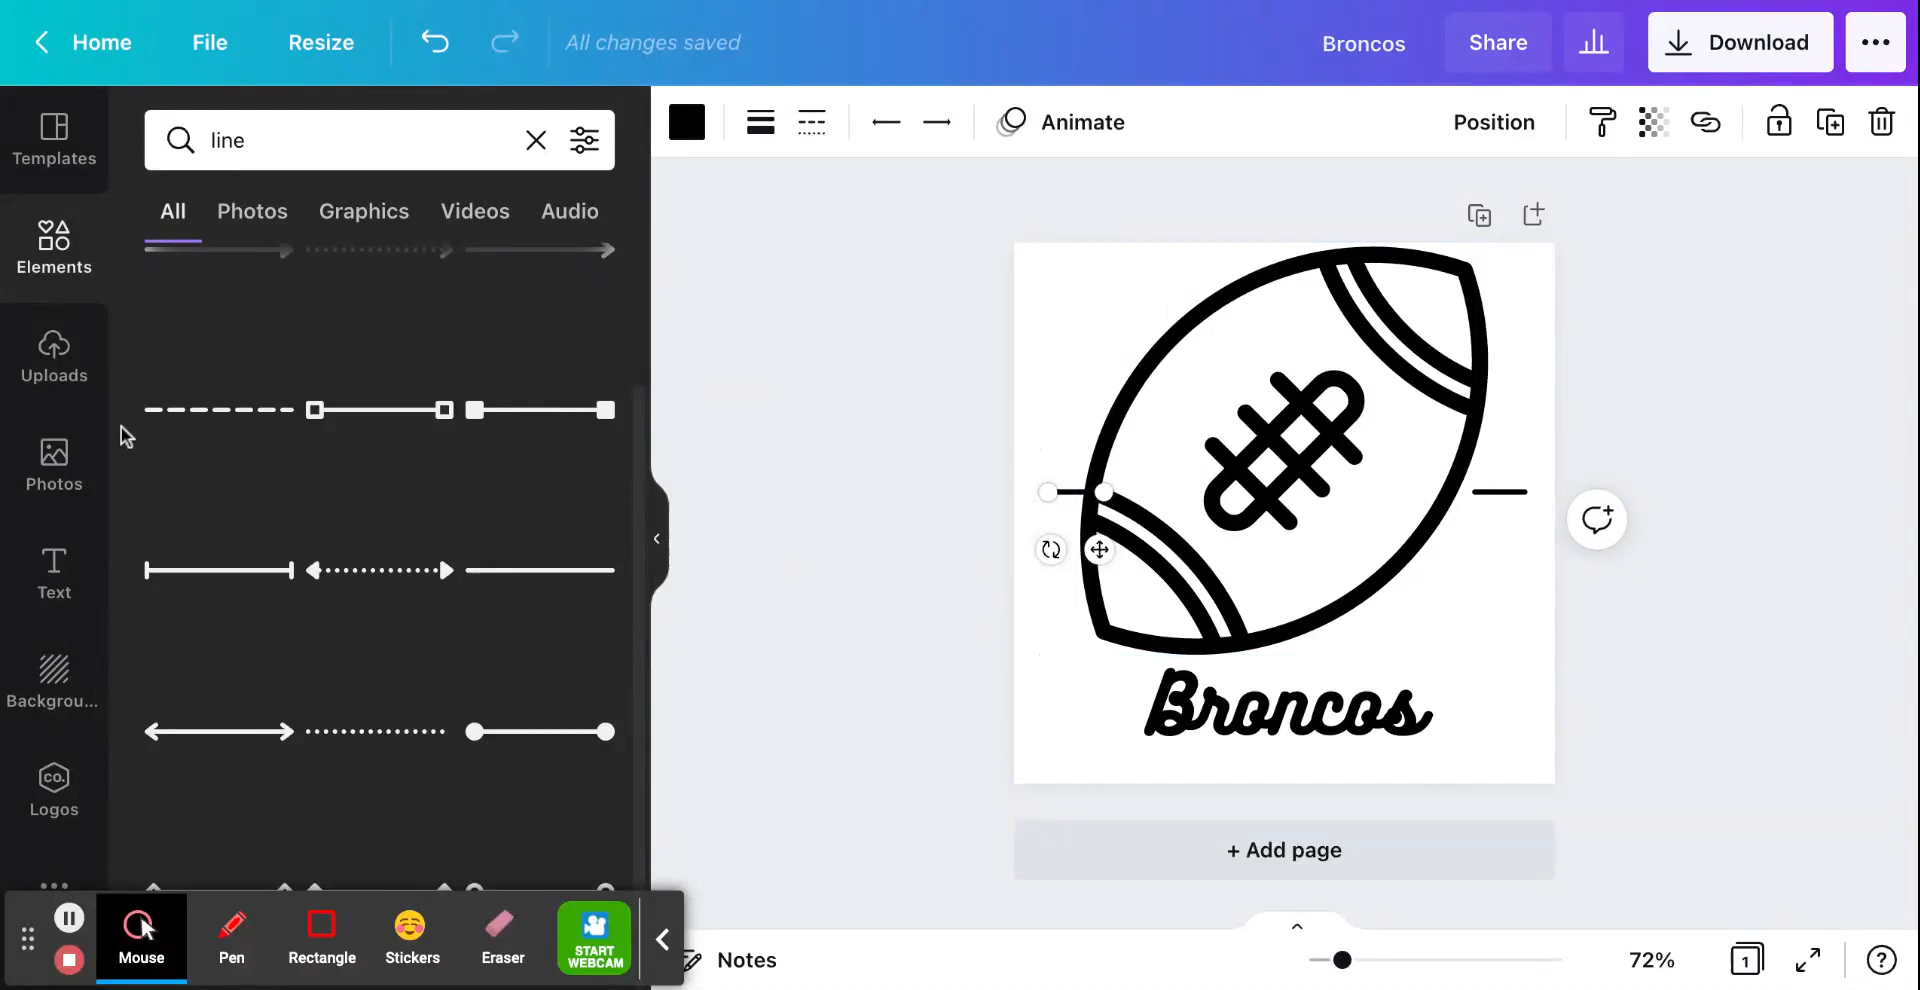 Home
File
Resize
All changes saved
Broncos
Share
Download
Templates
line
Animate
Position
All
Photos
Graphics
Videos
Audio
Elements
Uploads
Photos
Text
Backgrou...
co.
Logos
Broncos
+ Add page
Mouse
Pen
Rectangle
Stickers
Eraser
START
WEBCAM
Notes
72%
1
?